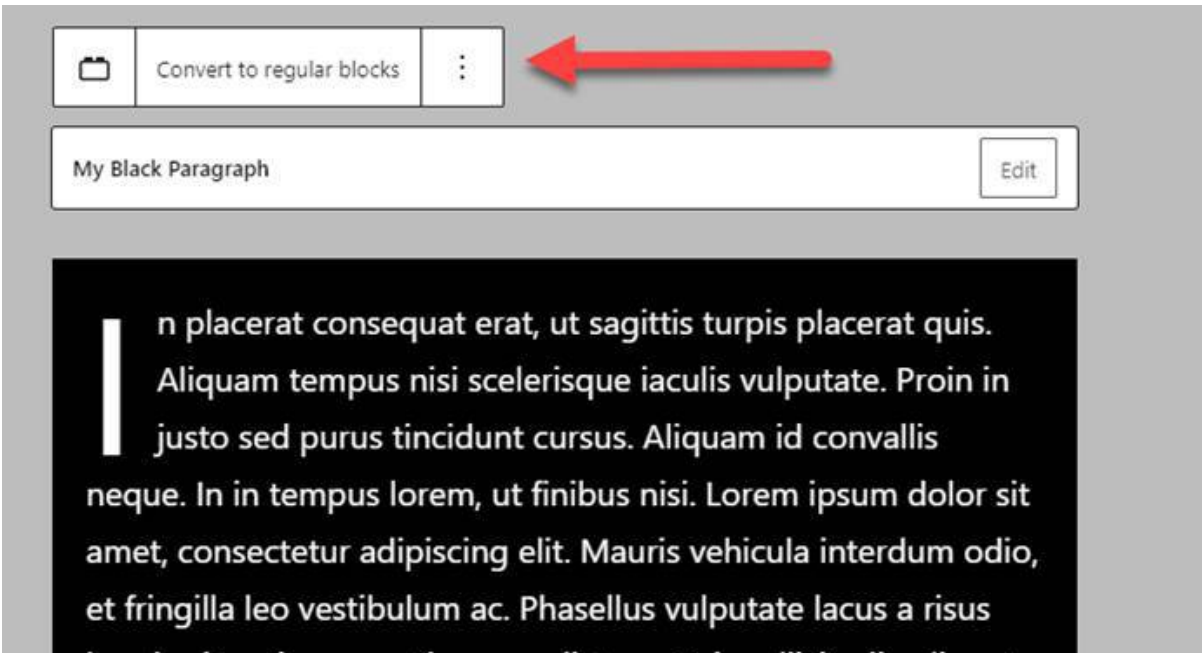 Convert to regular blocks
My Black Paragraph
Edit
In placerat consequat erat, ut sagittis turpis placerat quis.
Aliquam tempus nisi scelerisque iaculis vulputate. Proin in
justo sed purus tincidunt cursus. Aliquam id convallis
neque. In in tempus lorem, ut finibus nisi. Lorem ipsum dolor sit
amet, consectetur adipiscing elit. Mauris vehicula interdum odio,
et fringilla leo vestibulum ac. Phasellus vulputate lacus a risus